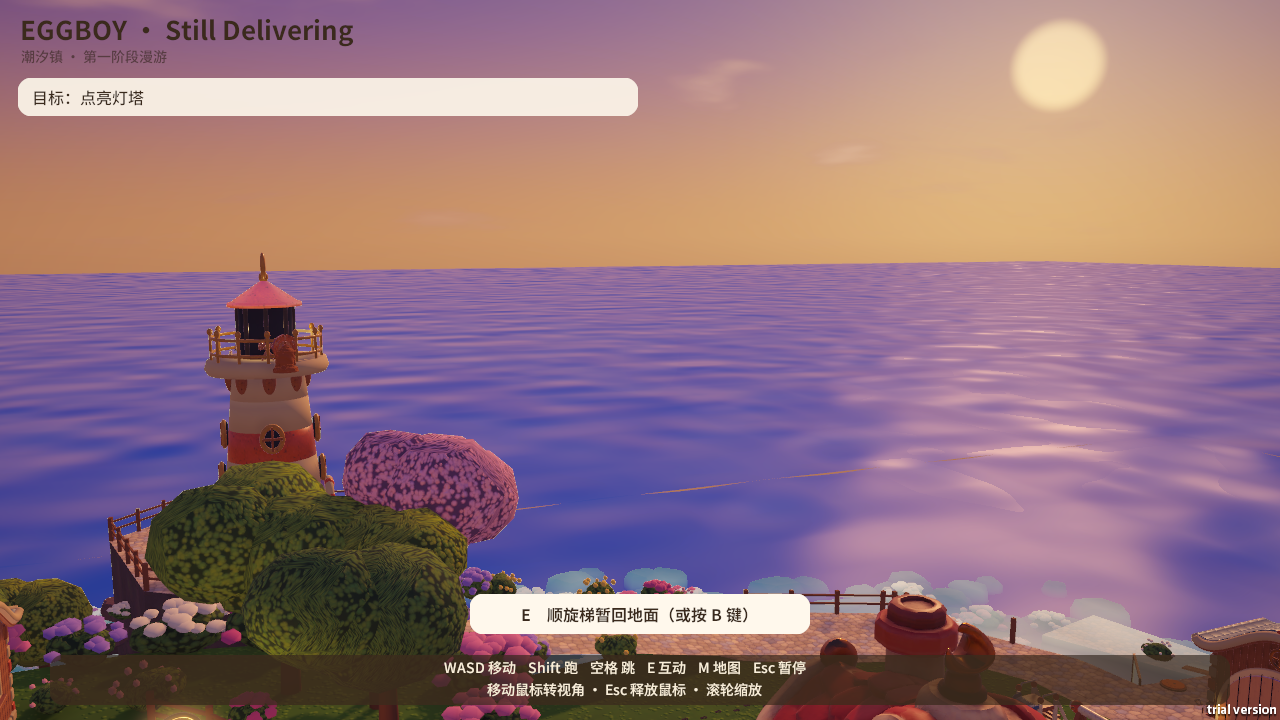 EGGBOY · Still Delivering
潮汐镇 · 第一阶段漫游
目标：点亮灯塔
E 顺旋梯暂回地面（或按 B 键）
WASD 移动 Shift 跑 空格 跳 E 互动 M 地图 Esc 暂停
移动鼠标转视角 · Esc 释放鼠标 · 滚轮缩放
trial version